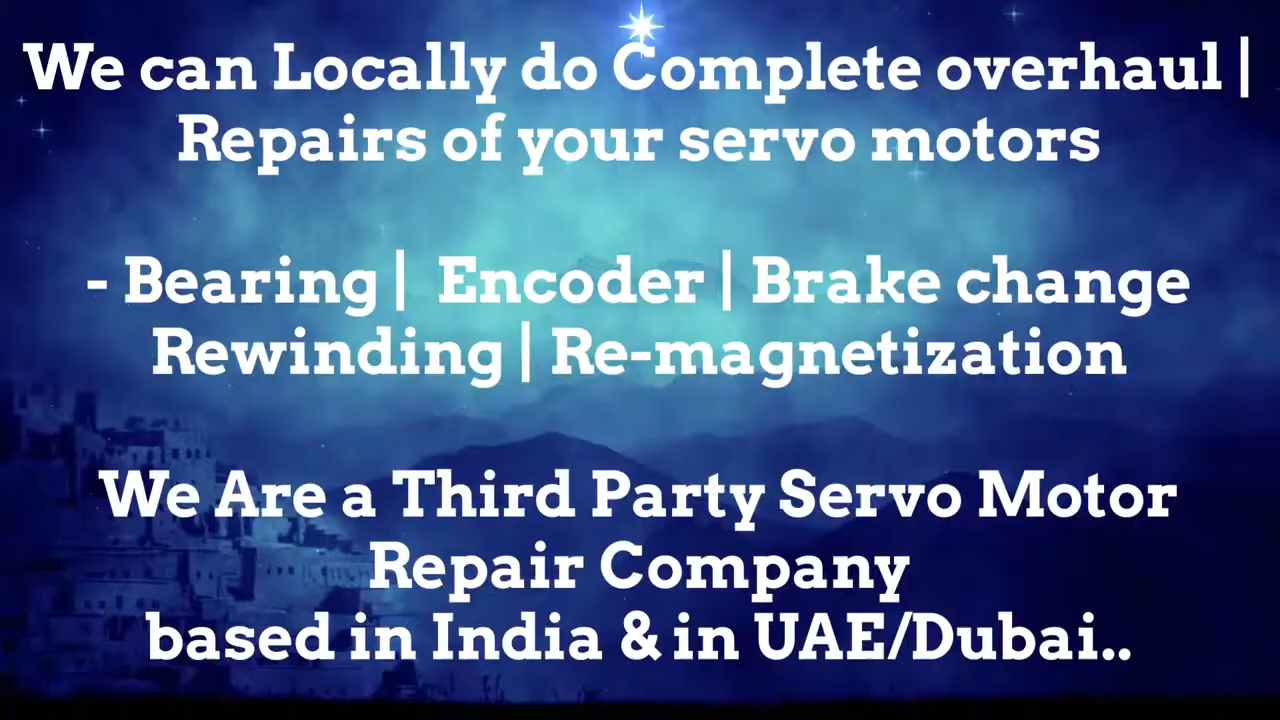 We can Locally do Complete overhaul |
Repairs of your servo motors
- Bearing | Encoder | Brake change
Rewinding | Re-magnetization
We Are a Third Party Servo Motor
Repair Company
based in India & in UAE/Dubai..